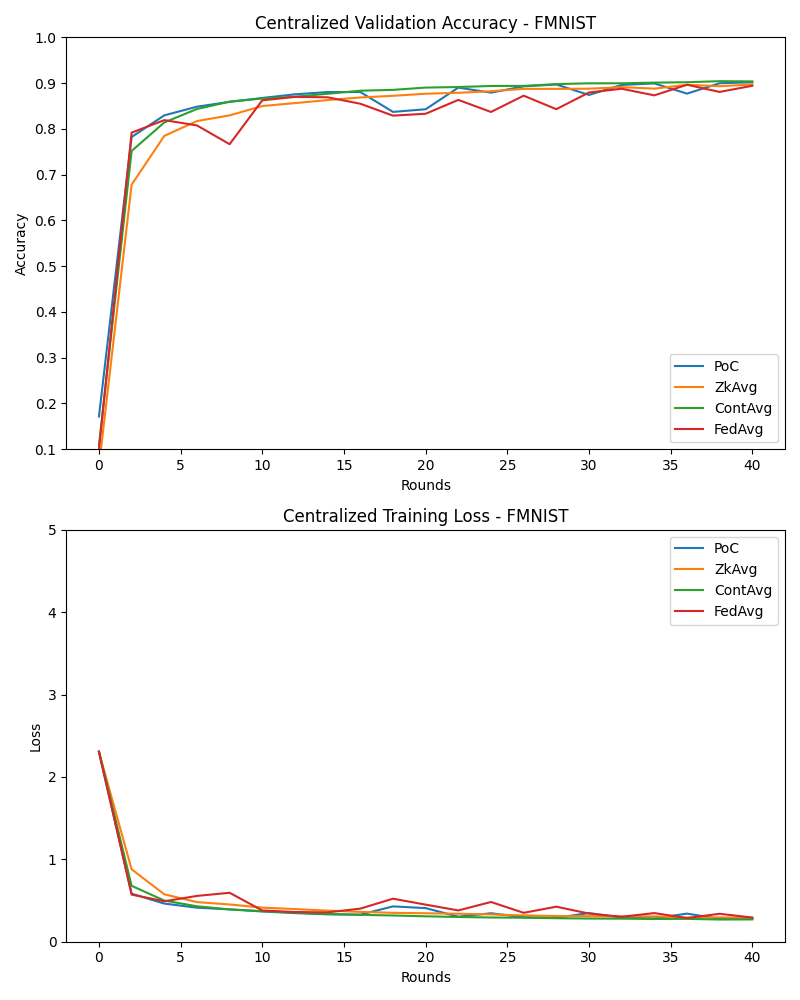 Centralized Validation Accuracy - FMNIST
1.0
0.9
0.8
0.7
0.6
0.5
0.4
0.3
0.2
0.1
Accuracy
PoC
ZkAvg
ContAvg
FedAvg
0 5 10 15 20 25 30 35 40
Rounds
Centralized Training Loss - FMNIST
5
4
3
2
1
0
Loss
PoC
ZkAvg
ContAvg
FedAvg
0 5 10 15 20 25 30 35 40
Rounds